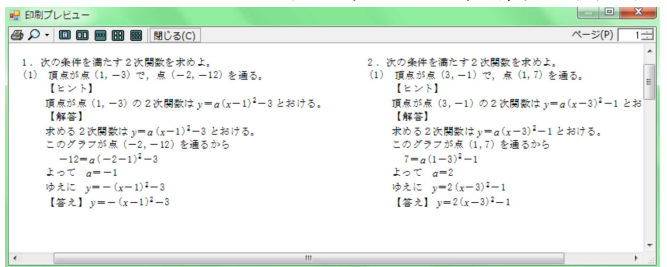 印刷プレビュー
閉じる(C)
ページ(P) 1
1. 次の条件を満たす2次関数を求めよ。
(1) 頂点が点 (1, −3) で, 点 (−2, −12) を通る。
【ヒント】
頂点が点 (1, −3) の2次関数は y=a(x−1)²−3 とおける。
【解答】
求める2次関数は y=a(x−1)²−3 とおける。
このグラフが点 (−2, −12) を通るから
−12=a(−2−1)²−3
よって a=−1
ゆえに y=−(x−1)²−3
【答え】 y=−(x−1)²−3
2. 次の条件を満たす2次関数を求めよ。
(1) 頂点が点 (3, −1) で, 点 (1, 7) を通る。
【ヒント】
頂点が点 (3, −1) の2次関数は y=a(x−3)²−1 とお
【解答】
求める2次関数は y=a(x−3)²−1 とおける。
このグラフが点 (1, 7) を通るから
7=a(1−3)²−1
よって a=2
ゆえに y=2(x−3)²−1
【答え】 y=2(x−3)²−1